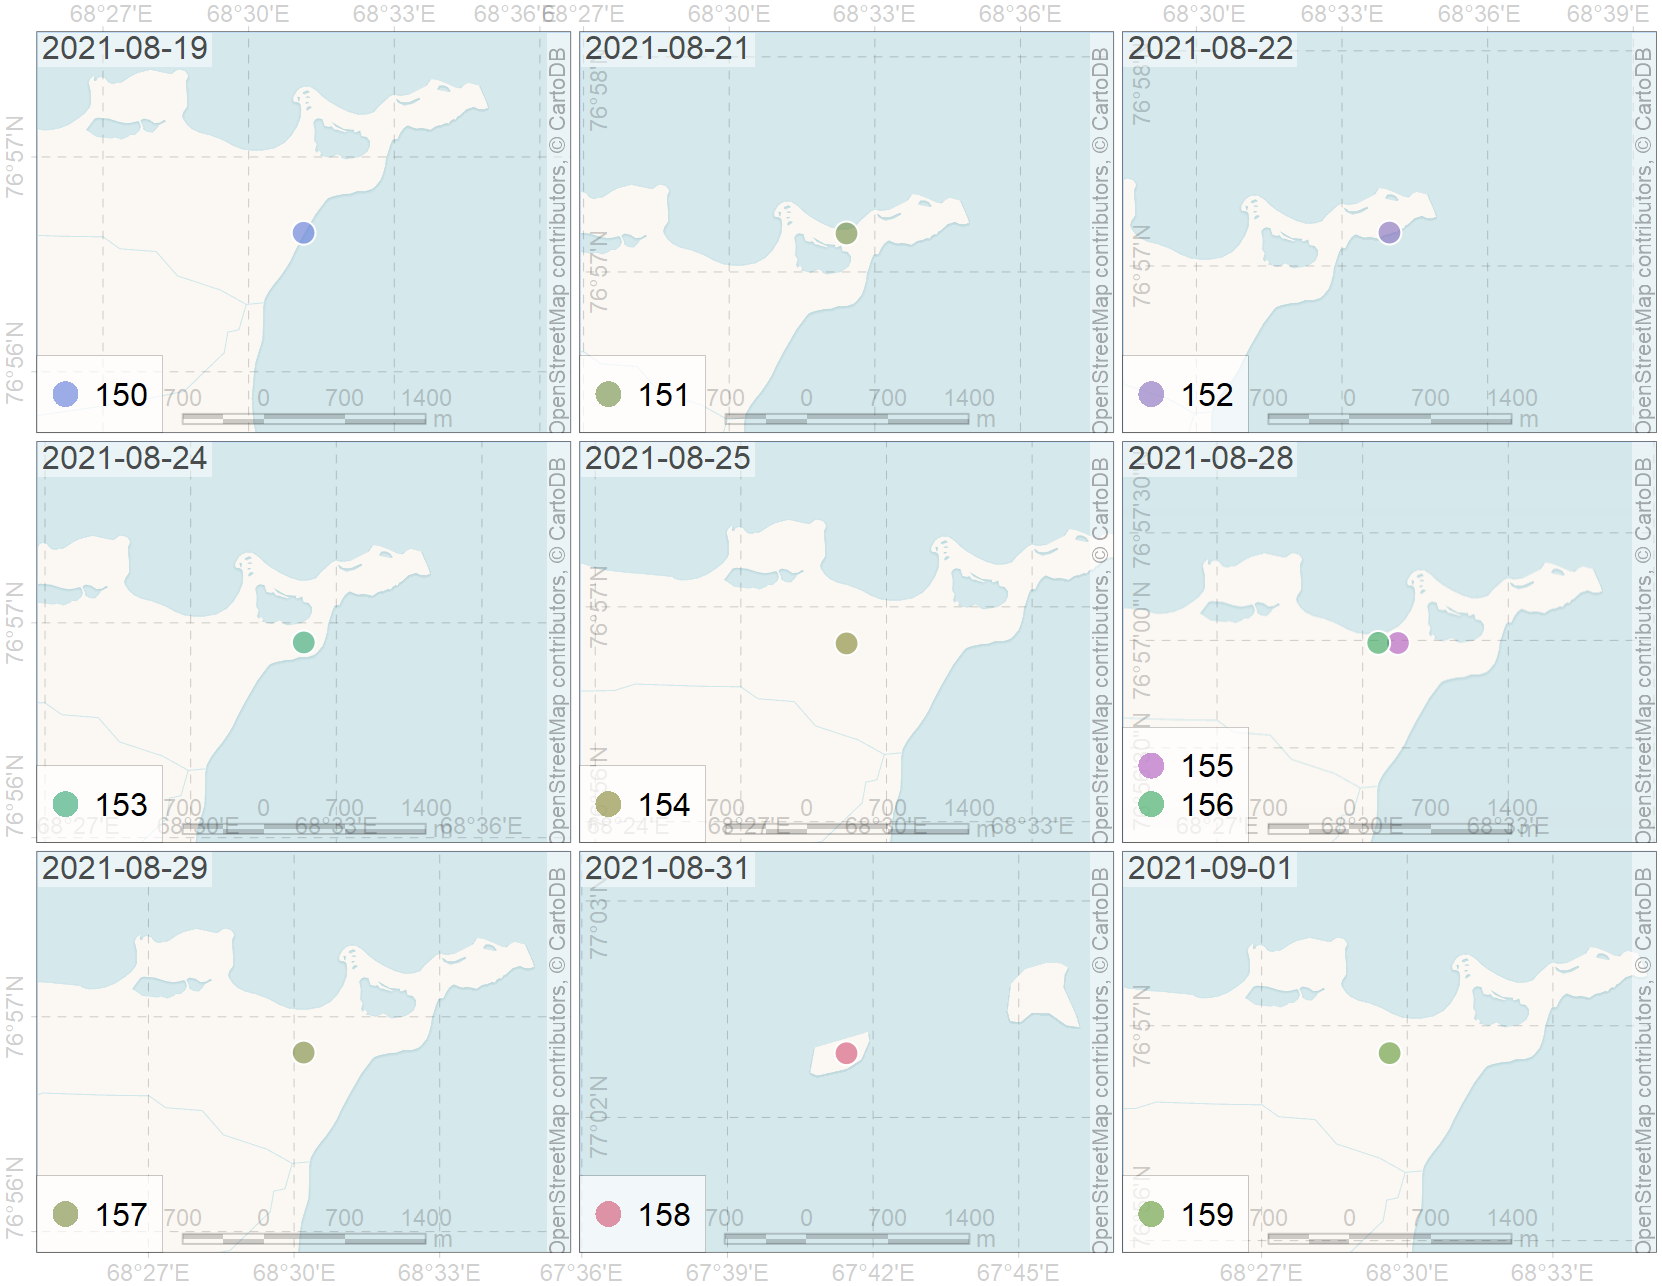 68°27'E 68°30'E 68°33'E 68°36'E 68°27'E 68°30'E 68°33'E 68°36'E 68°30'E 68°33'E 68°36'E 68°39'E
2021-08-19
76°57'N
76°56'N
150
700 0 700 1400
m
OpenStreetMap contributors, © CartoDB
2021-08-21
76°58'
76°57'N
151
700 0 700 1400
m
OpenStreetMap contributors, © CartoDB
2021-08-22
76°58'
76°57'N
152
700 0 700 1400
m
OpenStreetMap contributors, © CartoDB
2021-08-24
76°57'N
76°56'N
153
700 0 700 1400
m
68°27'E 68°30'E 68°33'E 68°36'E
OpenStreetMap contributors, © CartoDB
2021-08-25
76°57'N
76°56'N
154
700 0 700 1400
m
68°24'E 68°27'E 68°30'E 68°33'E
OpenStreetMap contributors, © CartoDB
2021-08-28
76°57'30"
76°57'00"N
155
156
700 0 700 1400
m
68°27'E 68°30'E 68°33'E
OpenStreetMap contributors, © CartoDB
2021-08-29
76°57'N
76°56'N
157
700 0 700 1400
m
OpenStreetMap contributors, © CartoDB
2021-08-31
77°03'N
77°02'N
158
700 0 700 1400
m
OpenStreetMap contributors, © CartoDB
2021-09-01
76°57'N
76°56'N
159
700 0 700 1400
m
OpenStreetMap contributors, © CartoDB
68°27'E 68°30'E 68°33'E 67°36'E 67°39'E 67°42'E 67°45'E 68°27'E 68°30'E 68°33'E